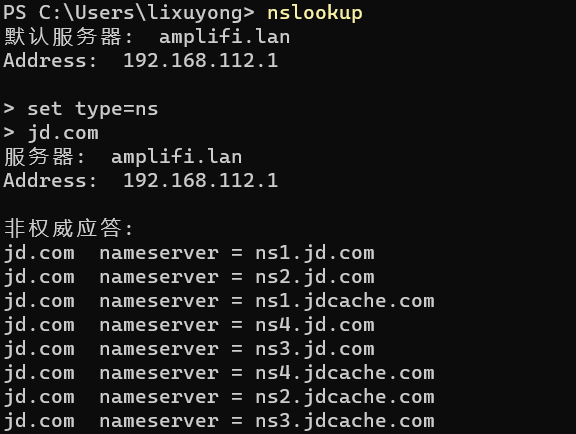 PS C:\Users\lixuyong> nslookup
默认服务器:  amplifi.lan
Address:  192.168.112.1
> set type=ns
> jd.com
服务器:  amplifi.lan
Address:  192.168.112.1
非权威应答:
jd.com  nameserver = ns1.jd.com
jd.com  nameserver = ns2.jd.com
jd.com  nameserver = ns1.jdcache.com
jd.com  nameserver = ns4.jd.com
jd.com  nameserver = ns3.jd.com
jd.com  nameserver = ns4.jdcache.com
jd.com  nameserver = ns2.jdcache.com
jd.com  nameserver = ns3.jdcache.com